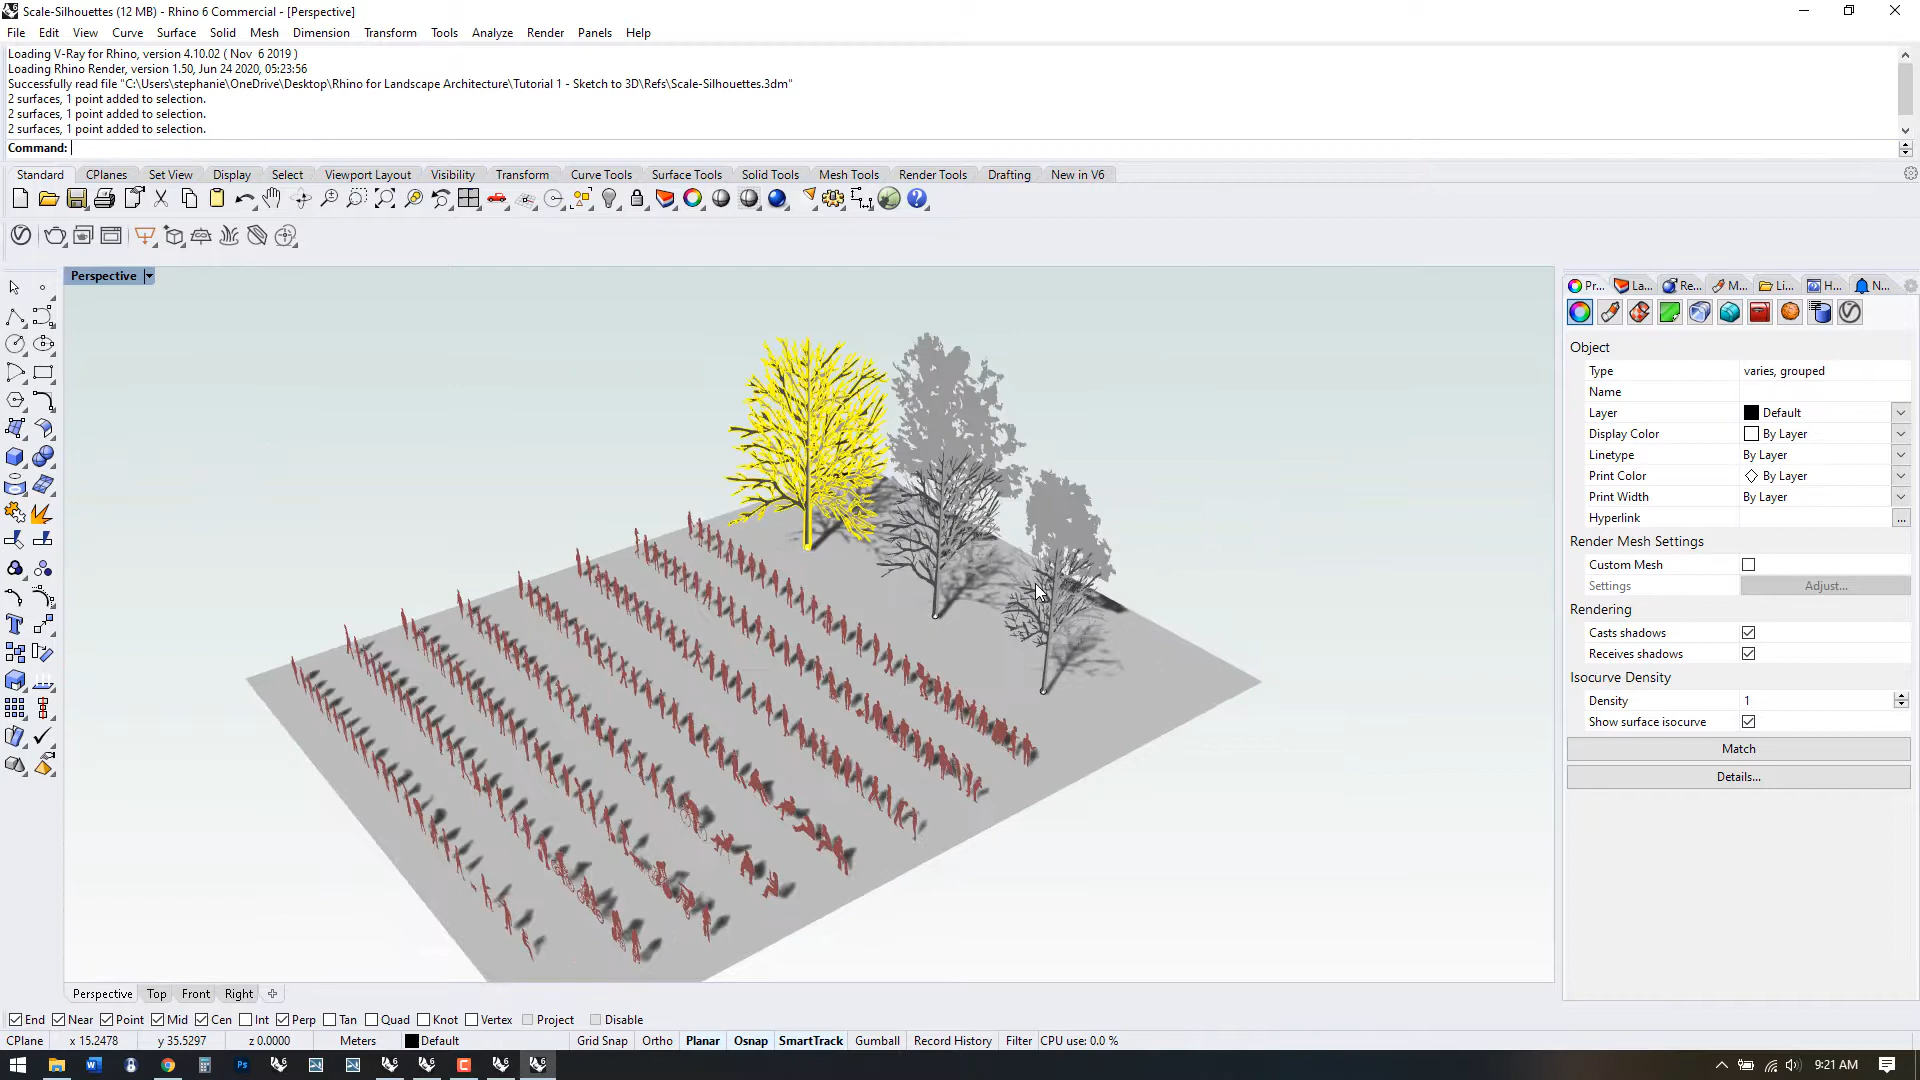 Scale-Silhouettes (12 MB) - Rhino 6 Commercial - [Perspective]
File Edit View Curve Surface Solid Mesh Dimension Transform Tools Analyze Render Panels Help
Loading V-Ray for Rhino, version 4.10.02 ( Nov 6 2019 )
Loading Rhino Render, version 1.50, Jun 24 2020, 05:23:56
Successfully read file "C:\Users\stephanie\OneDrive\Desktop\Rhino for Landscape Architecture\Tutorial 1 - Sketch to 3D\Refs\Scale-Silhouettes.3dm"
2 surfaces, 1 point added to selection.
2 surfaces, 1 point added to selection.
2 surfaces, 1 point added to selection.
Command:
Standard CPlanes Set View Display Select Viewport Layout Visibility Transform Curve Tools Surface Tools Solid Tools Mesh Tools Render Tools Drafting New in V6
Perspective
Pr... La... Re... M... Li... H... N...
Object
Type varies, grouped
Name
Layer Default
Display Color By Layer
Linetype By Layer
Print Color By Layer
Print Width By Layer
Hyperlink ...
Render Mesh Settings
Custom Mesh
Settings Adjust...
Rendering
Casts shadows
Receives shadows
Isocurve Density
Density 1
Show surface isocurve
Match
Details...
Perspective Top Front Right
End Near Point Mid Cen Int Perp Tan Quad Knot Vertex Project Disable
CPlane x 15.2478 y 35.5297 z 0.0000 Meters Default Grid Snap Ortho Planar Osnap SmartTrack Gumball Record History Filter CPU use: 0.0 %
9:21 AM